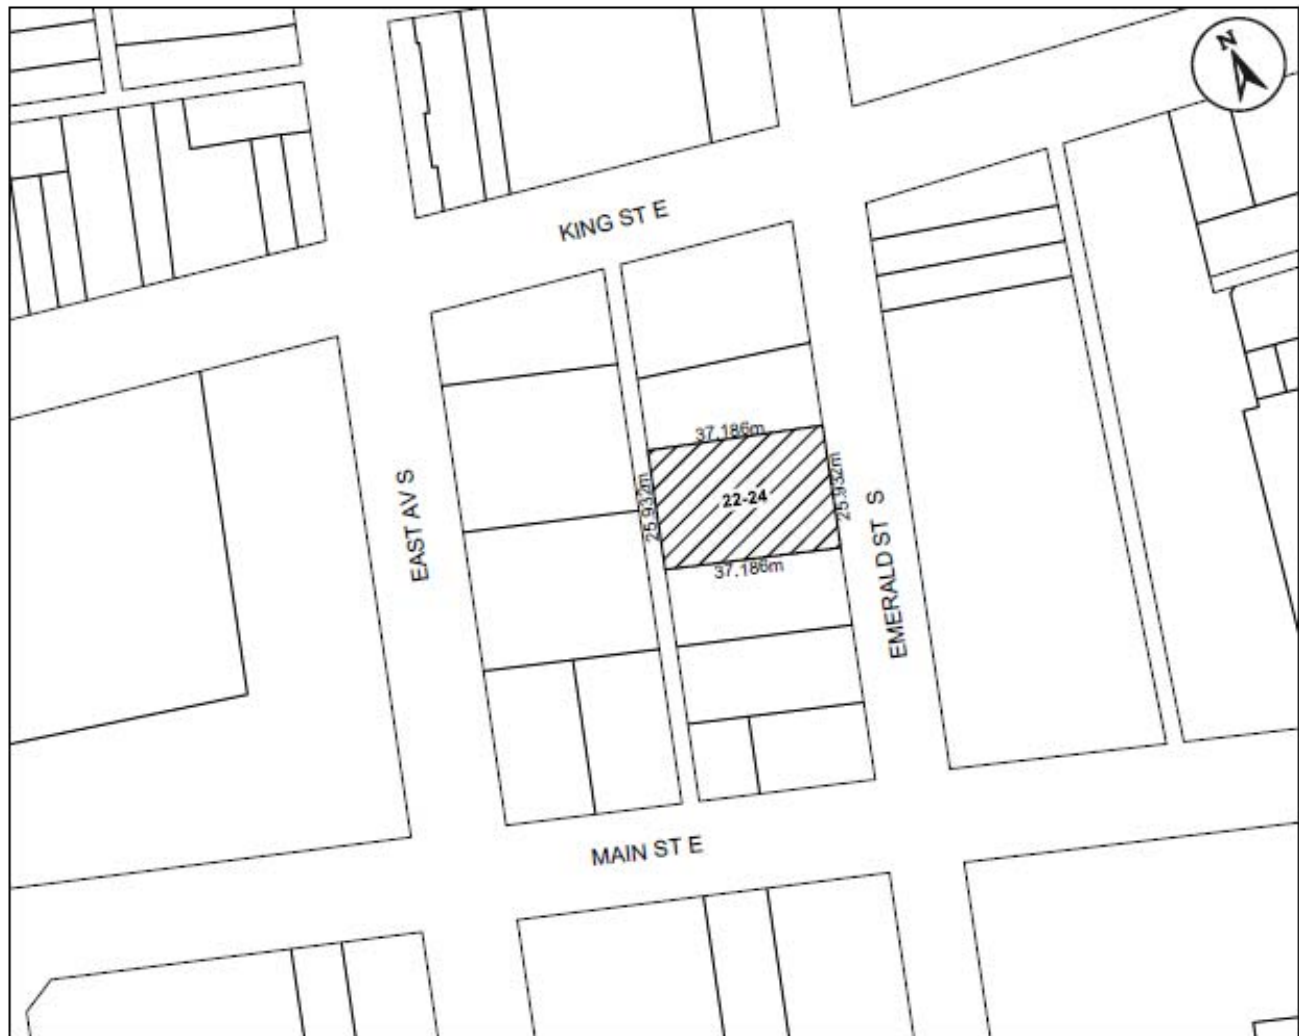 N
KING ST E
37.186m
25.932m
22-24
25.932m
37.186m
EAST AV S
EMERALD ST S
MAIN ST E